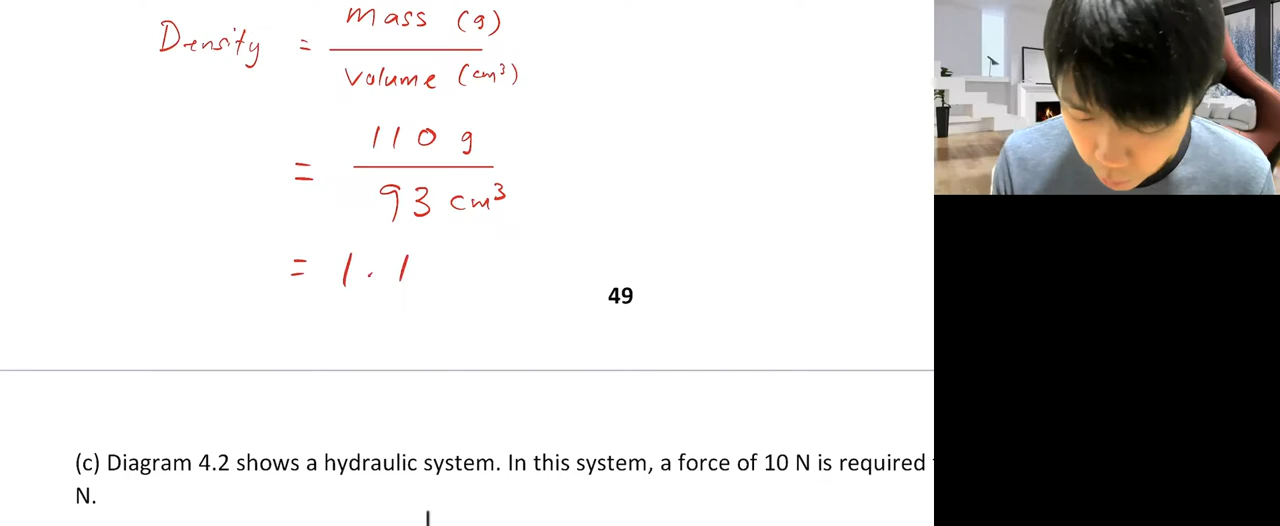 Density = mass (g) / volume (cm³)
= 110 g / 93 cm³
= 1.1
49
(c) Diagram 4.2 shows a hydraulic system. In this system, a force of 10 N is required
N.